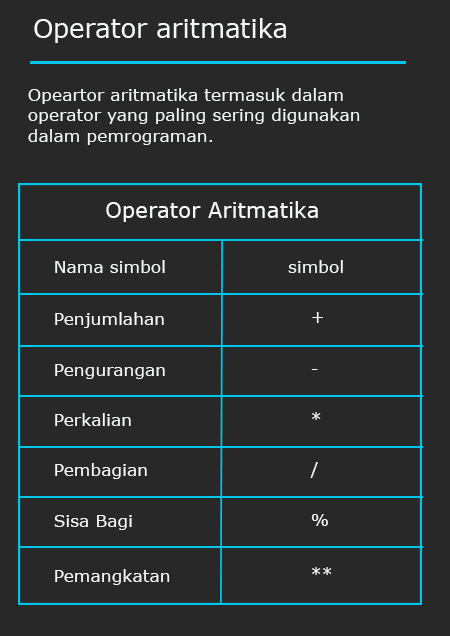 Operator aritmatika
Opeartor aritmatika termasuk dalam
operator yang paling sering digunakan
dalam pemrograman.
Operator Aritmatika
Nama simbol simbol
Penjumlahan +
Pengurangan -
Perkalian *
Pembagian /
Sisa Bagi %
Pemangkatan **